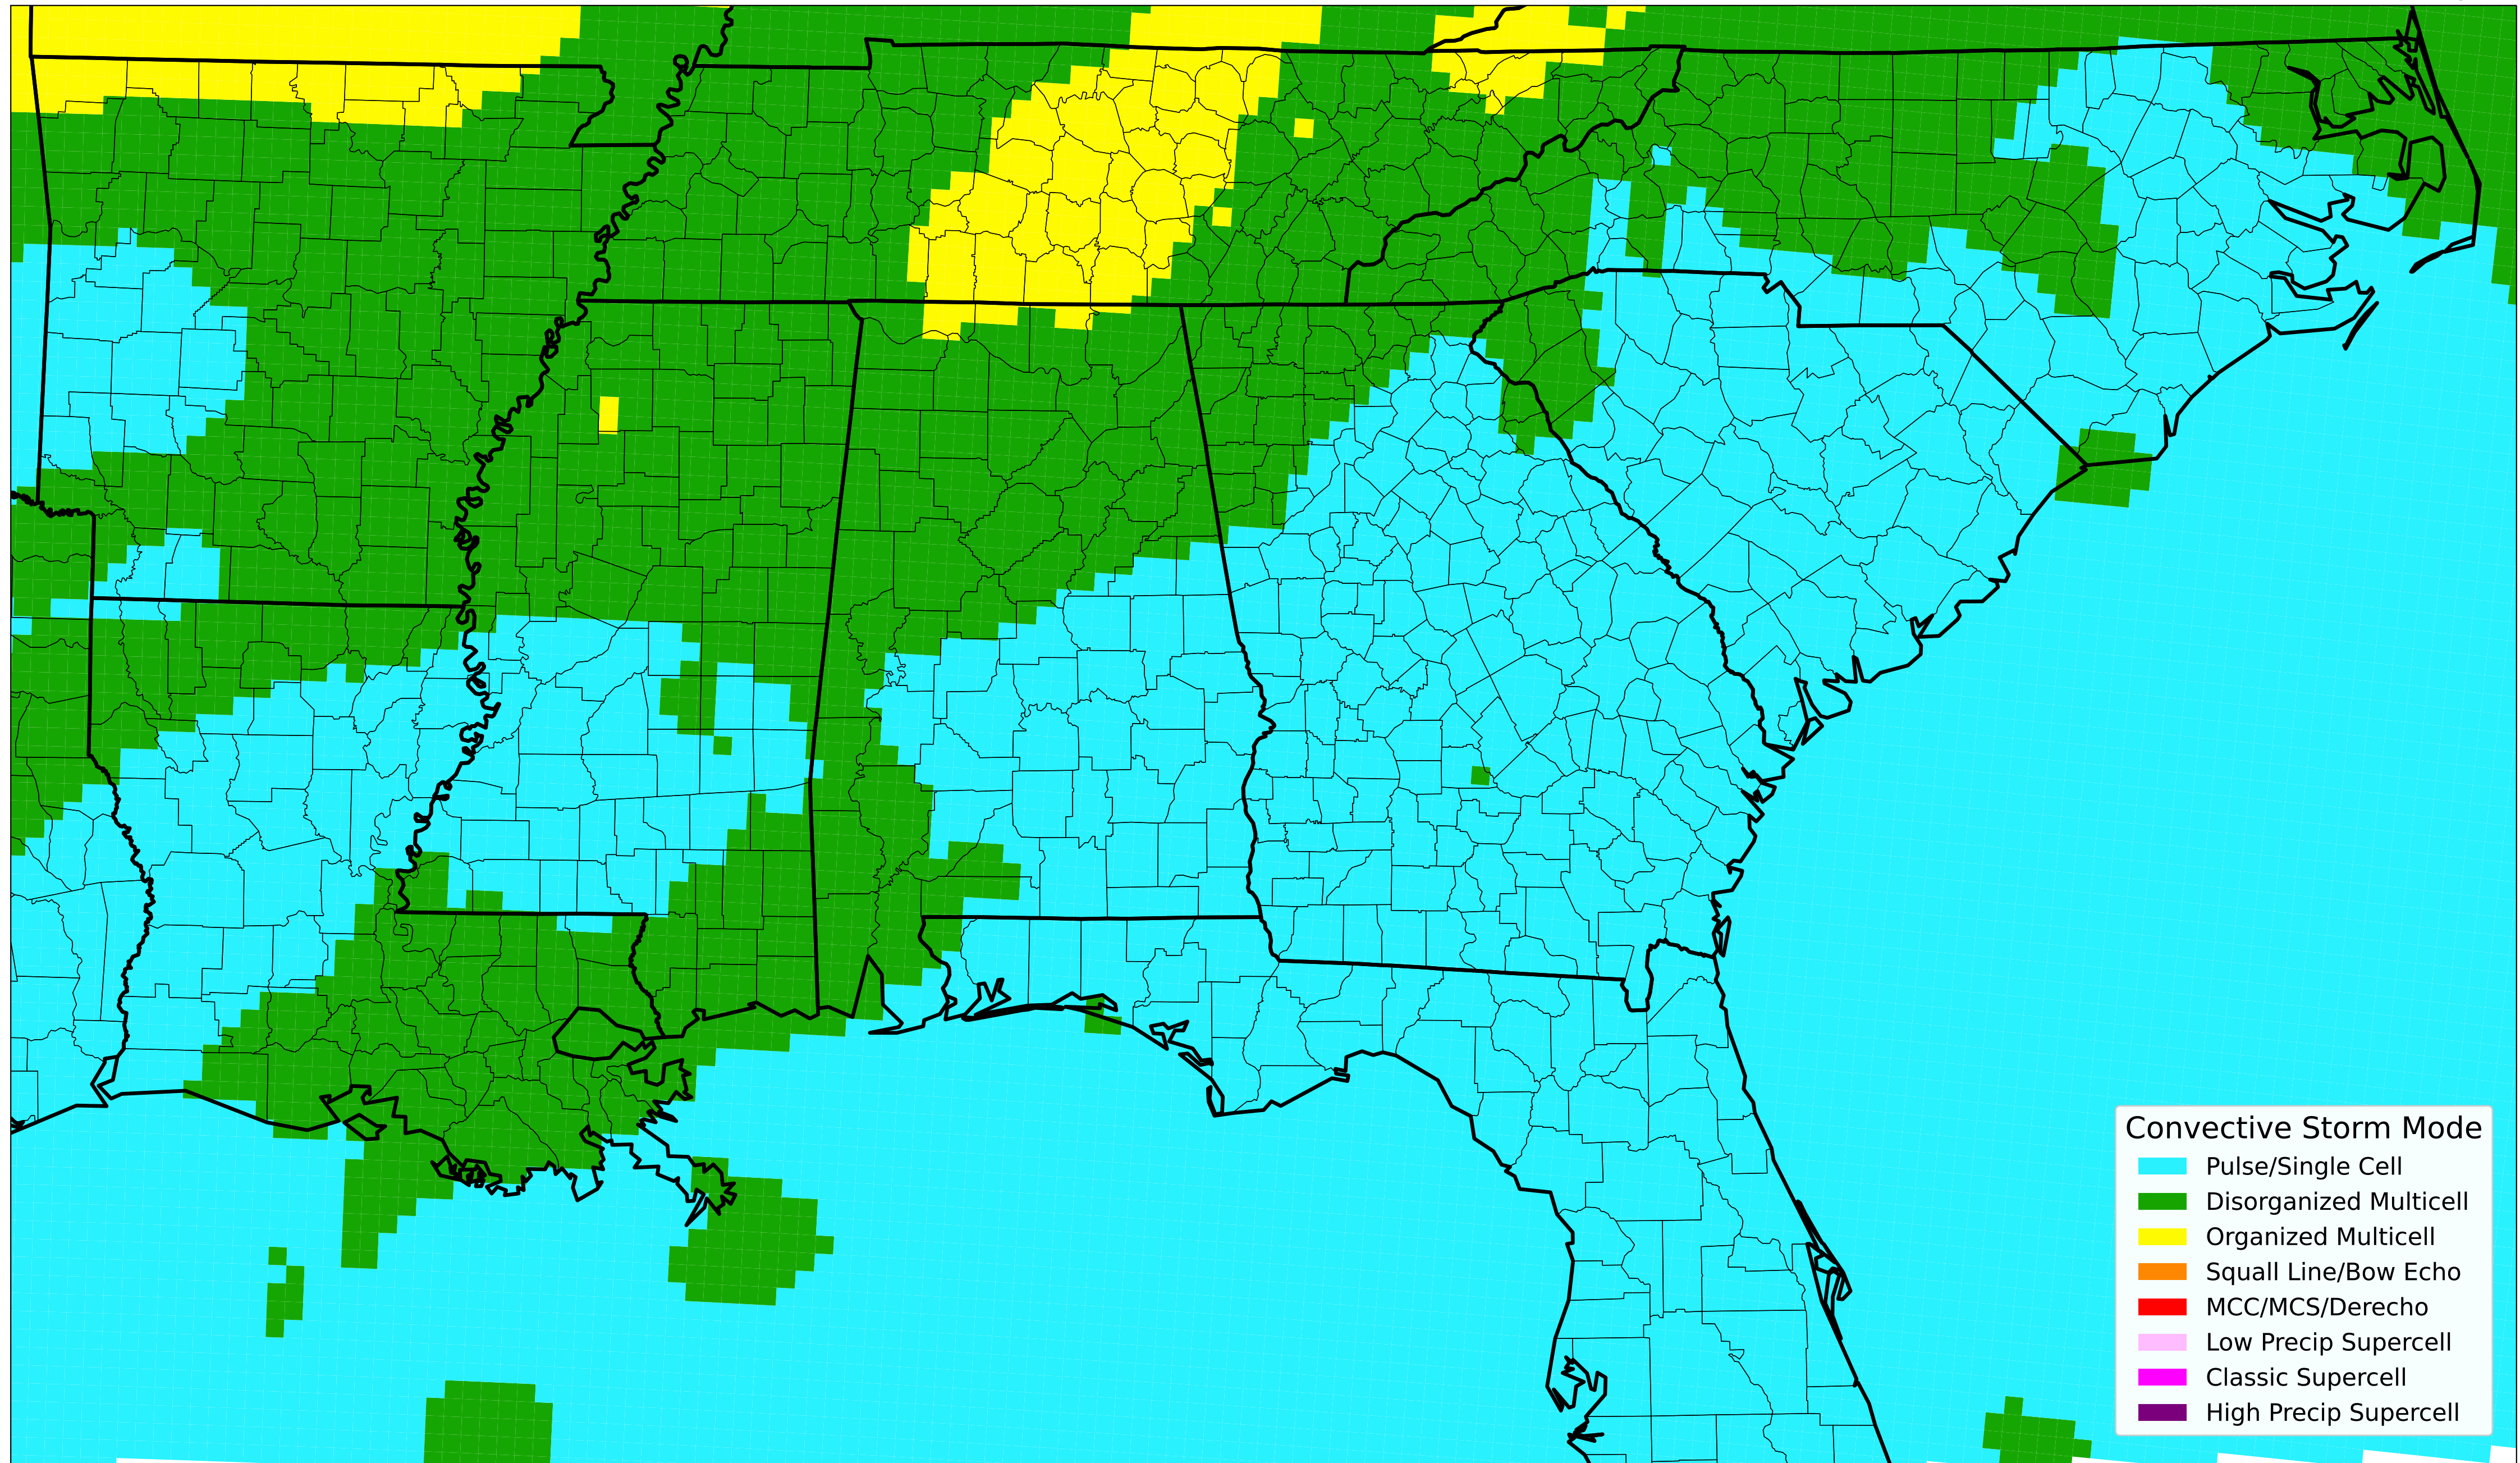 Convective Storm Mode
Pulse/Single Cell
Disorganized Multicell
Organized Multicell
Squall Line/Bow Echo
MCC/MCS/Derecho
Low Precip Supercell
Classic Supercell
High Precip Supercell